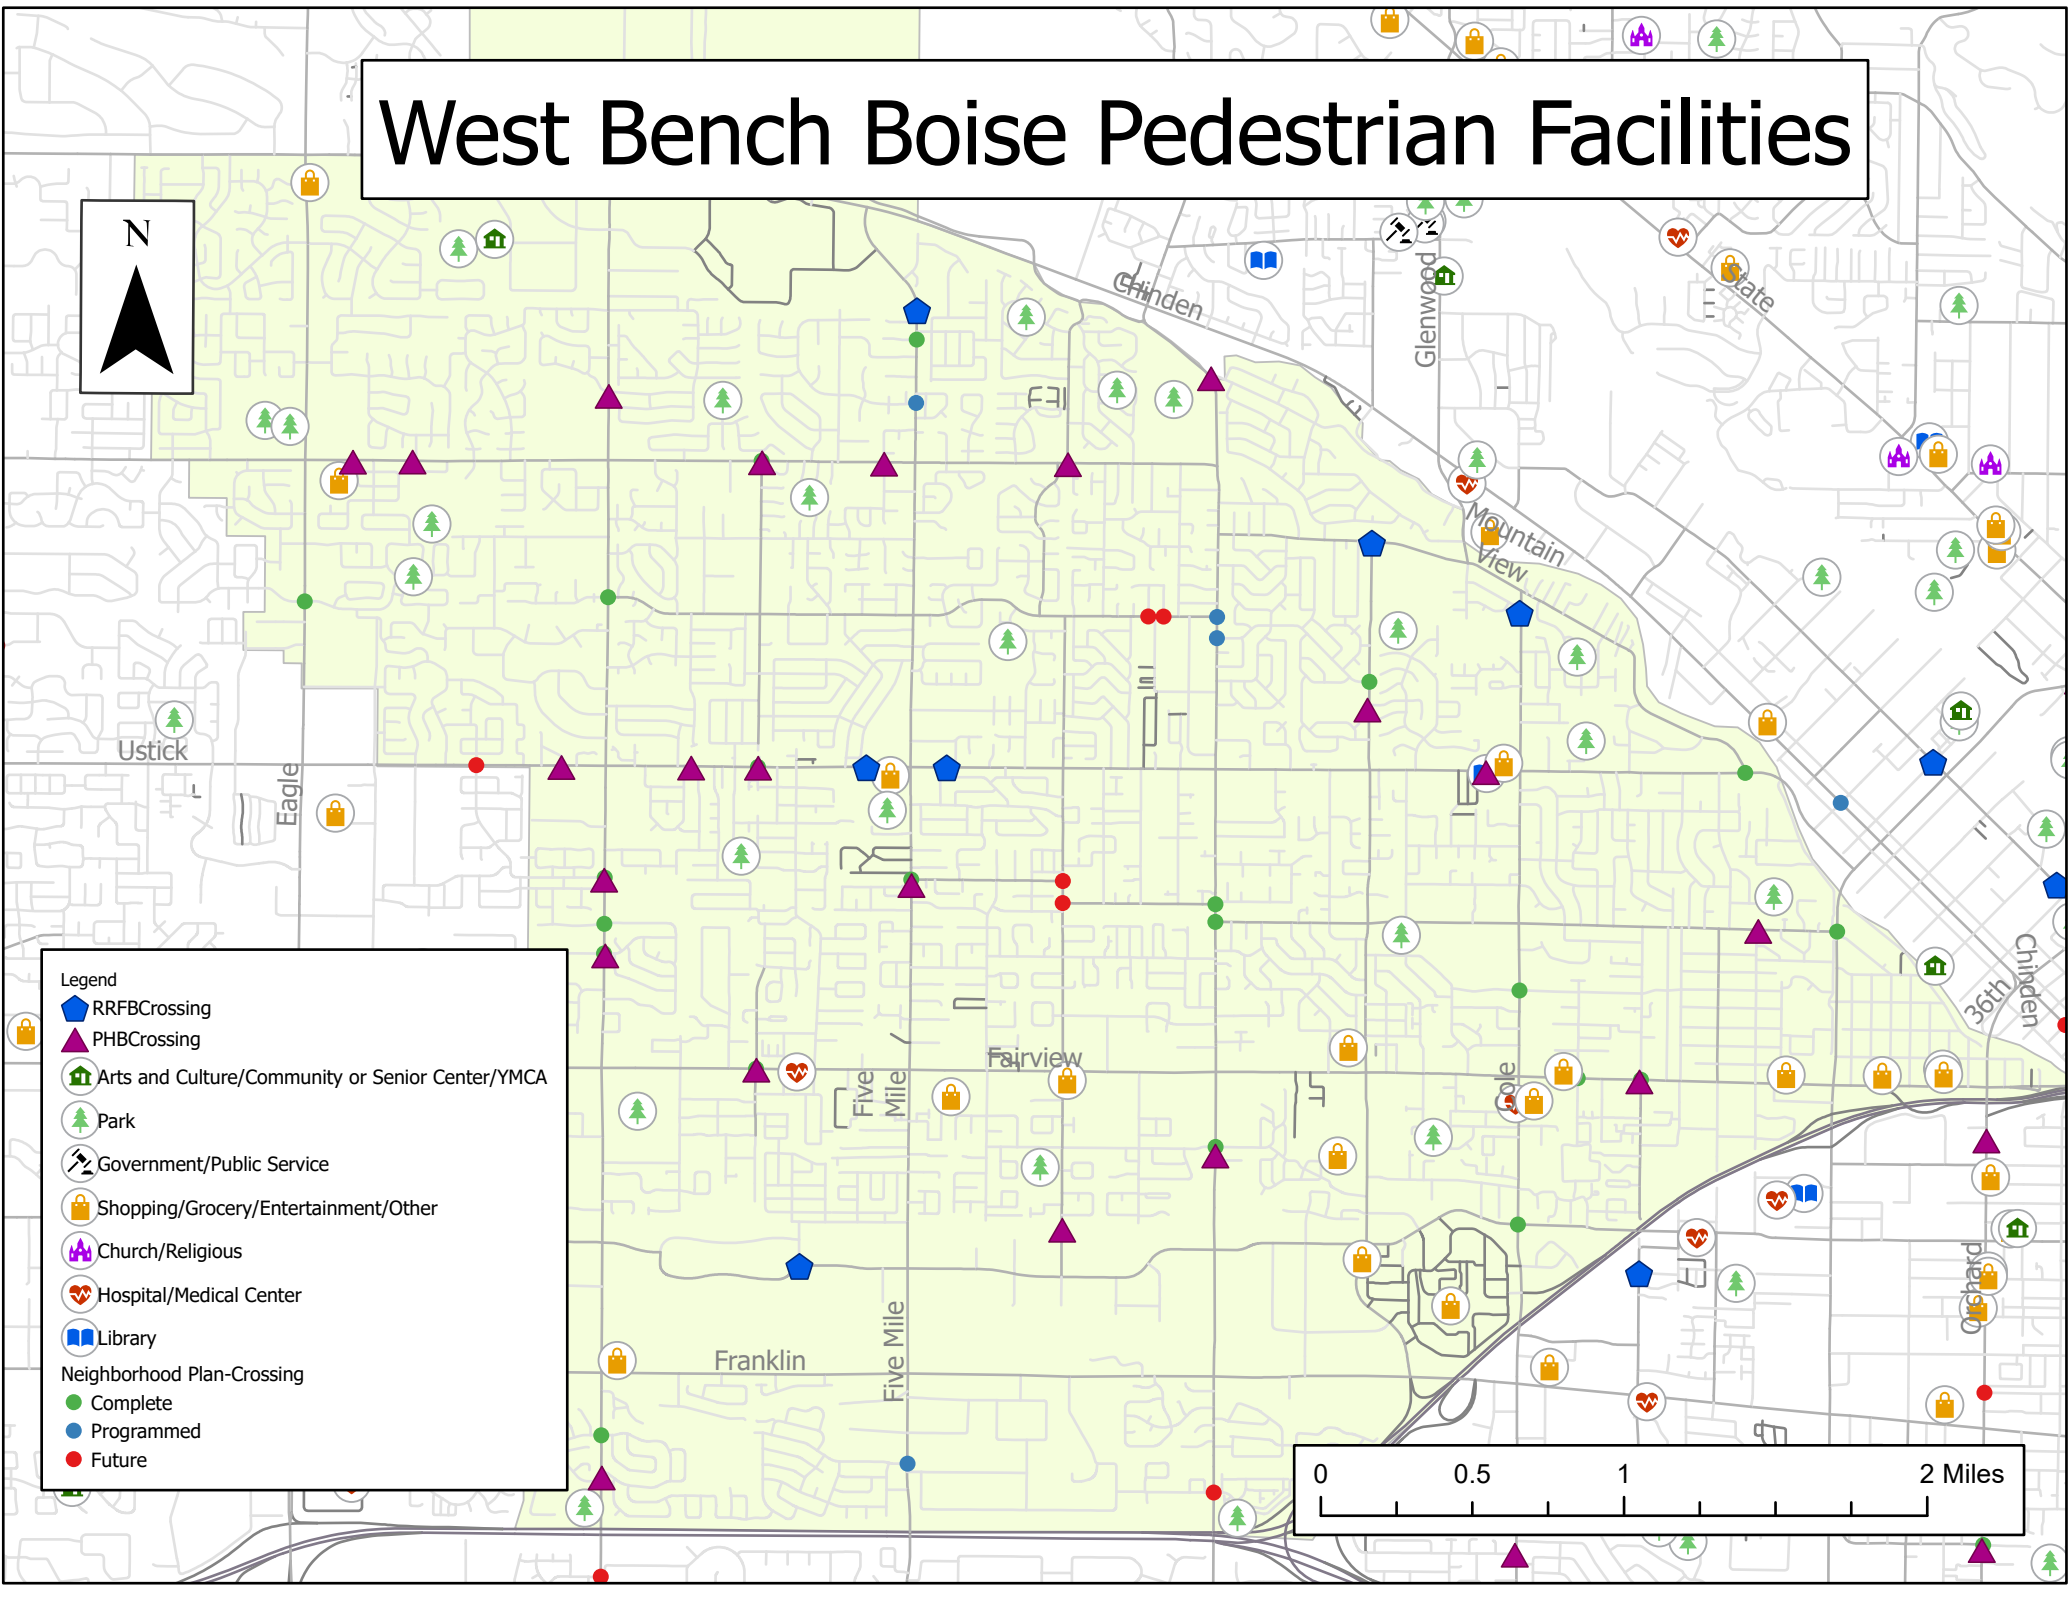 West Bench Boise Pedestrian Facilities
N
Chinden
Glenwood
State
Mountain
View
Ustick
Eagle
Fairview
Five
Mile
Cole
36th
Chinden
Five Mile
Franklin
Orchard
Legend
RRFBCrossing
PHBCrossing
Arts and Culture/Community or Senior Center/YMCA
Park
Government/Public Service
Shopping/Grocery/Entertainment/Other
Church/Religious
Hospital/Medical Center
Library
Neighborhood Plan-Crossing
Complete
Programmed
Future
0 0.5 1 2 Miles